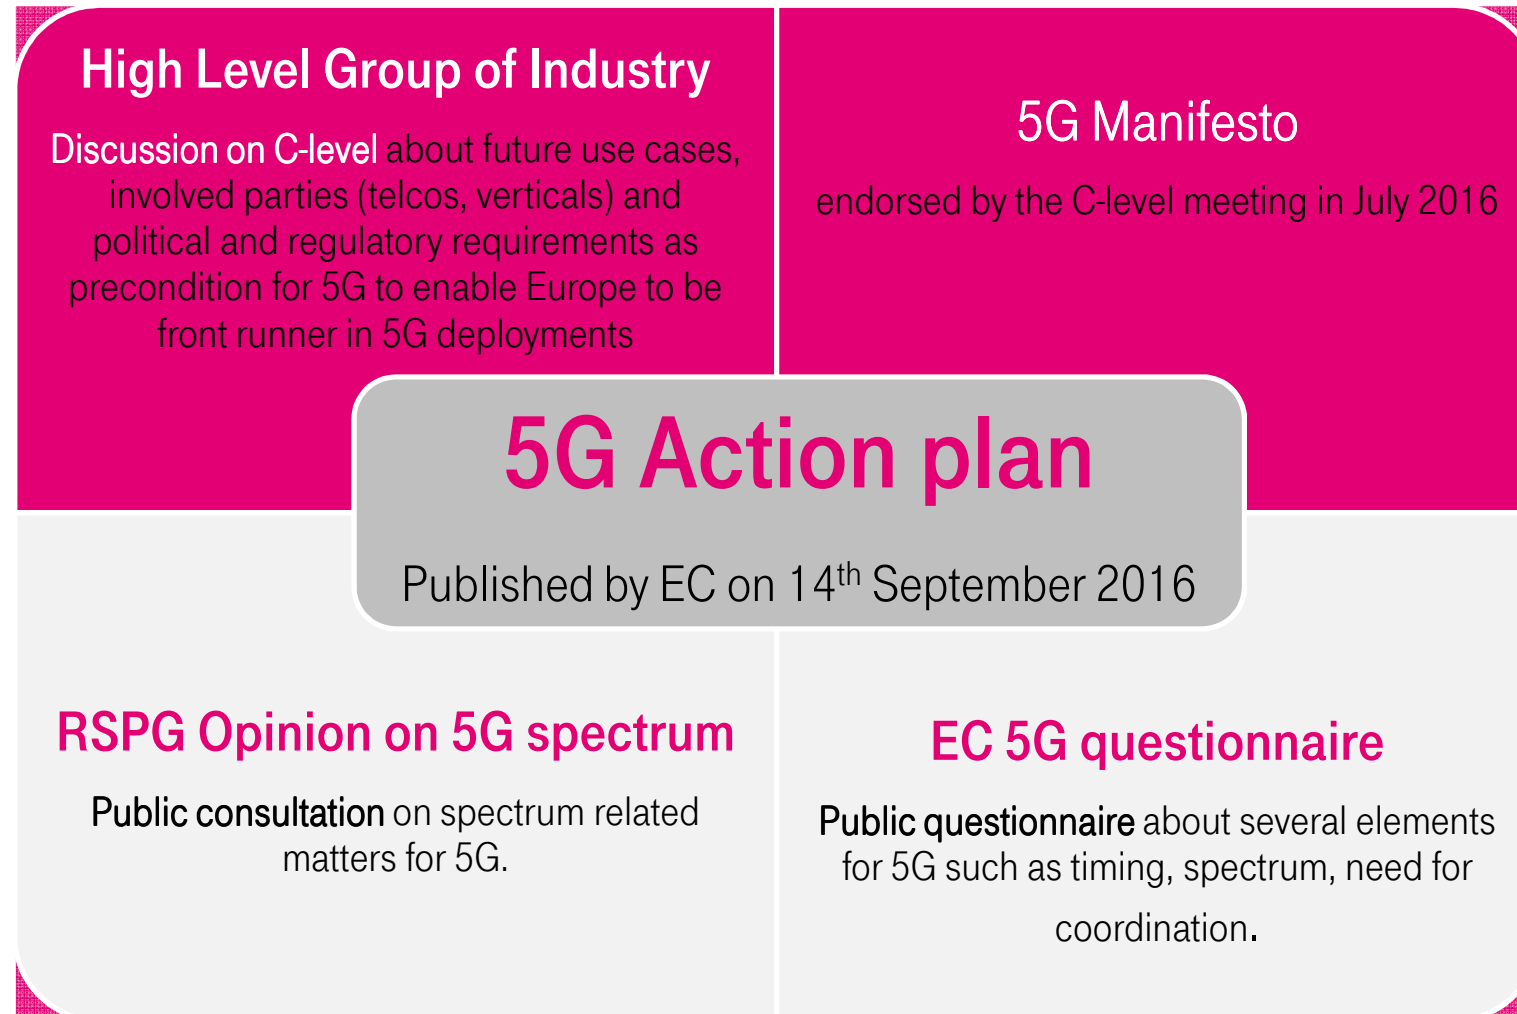 High Level Group of Industry
Discussion on C-level about future use cases,
involved parties (telcos, verticals) and
political and regulatory requirements as
precondition for 5G to enable Europe to be
front runner in 5G deployments
5G Manifesto
endorsed by the C-level meeting in July 2016
5G Action plan
Published by EC on 14th September 2016
RSPG Opinion on 5G spectrum
Public consultation on spectrum related
matters for 5G.
EC 5G questionnaire
Public questionnaire about several elements
for 5G such as timing, spectrum, need for
coordination.